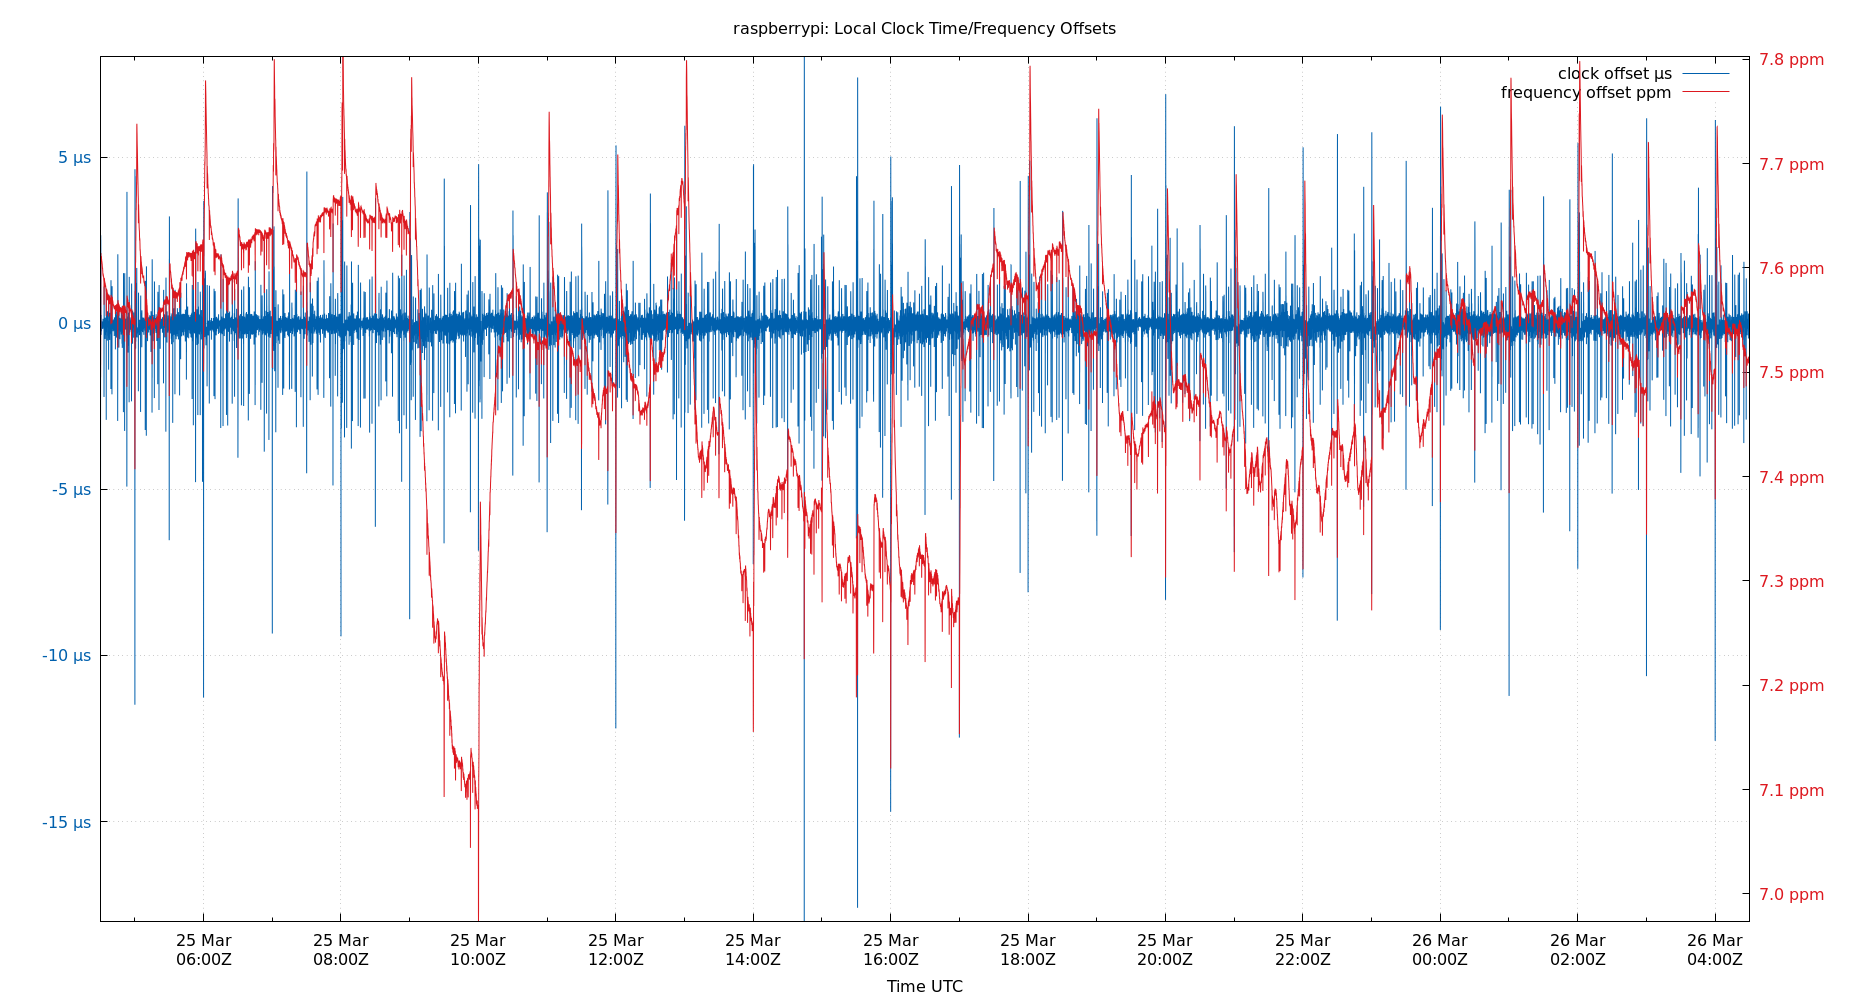 raspberrypi: Local Clock Time/Frequency Offsets
clock offset µs
frequency offset ppm
5 µs
0 µs
-5 µs
-10 µs
-15 µs
7.8 ppm
7.7 ppm
7.6 ppm
7.5 ppm
7.4 ppm
7.3 ppm
7.2 ppm
7.1 ppm
7.0 ppm
25 Mar
06:00Z
25 Mar
08:00Z
25 Mar
10:00Z
25 Mar
12:00Z
25 Mar
14:00Z
25 Mar
16:00Z
25 Mar
18:00Z
25 Mar
20:00Z
25 Mar
22:00Z
26 Mar
00:00Z
26 Mar
02:00Z
26 Mar
04:00Z
Time UTC